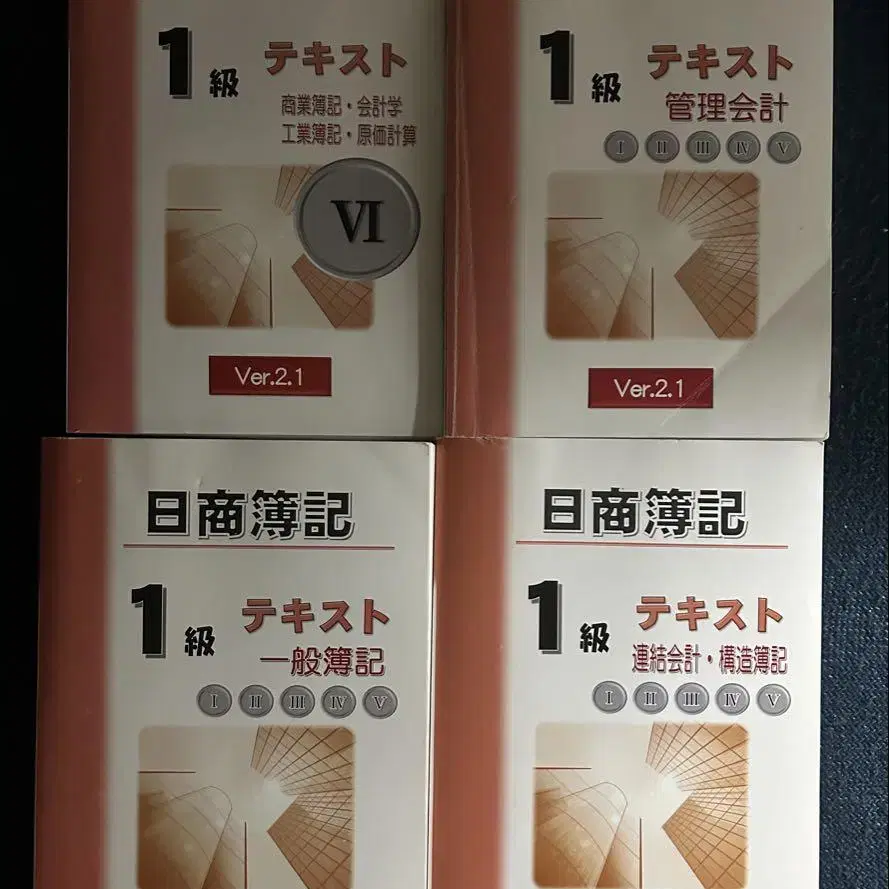 1級 テキスト
商業簿記・会計学
工業簿記・原価計算
VI
Ver.2.1
1級 テキスト
管理会計
I II III IV V
Ver.2.1
日商簿記
1級 テキスト
一般簿記
I II III IV V
日商簿記
1級 テキスト
連結会計・構造簿記
I II III IV V